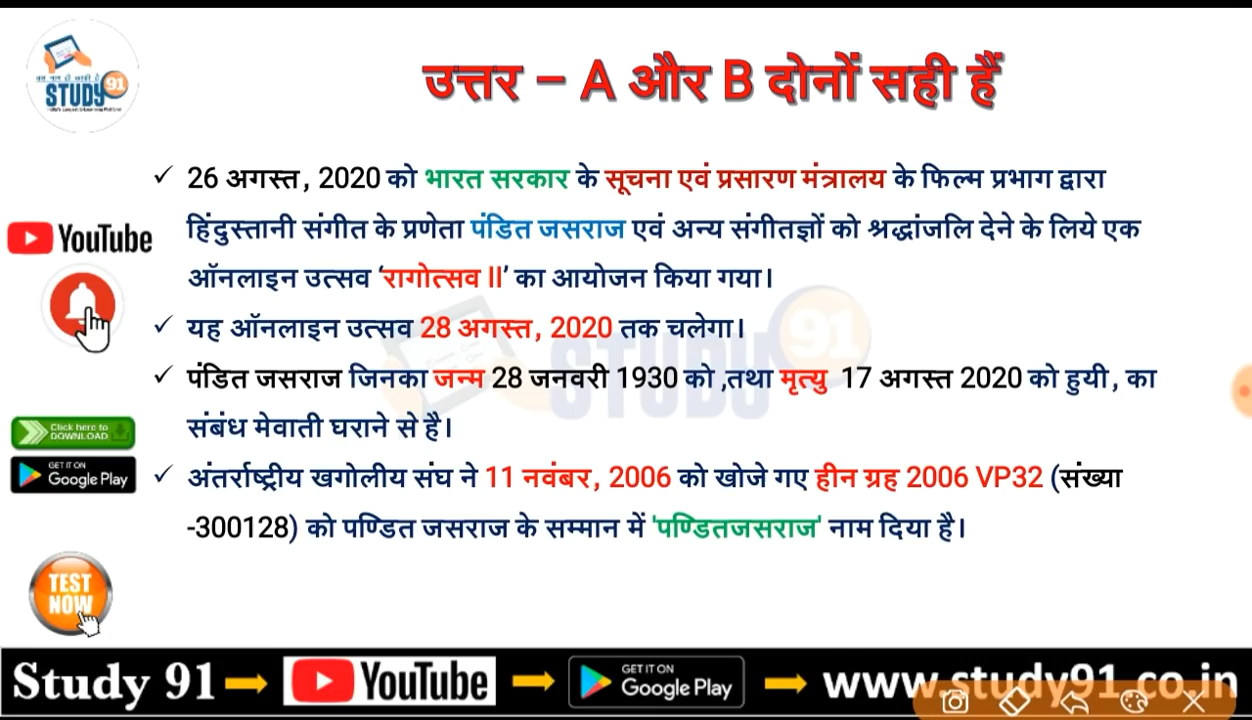 उत्तर – A और B दोनों सही हैं
STUDY 91
✓ 26 अगस्त, 2020 को भारत सरकार के सूचना एवं प्रसारण मंत्रालय के फिल्म प्रभाग द्वारा
हिंदुस्तानी संगीत के प्रणेता पंडित जसराज एवं अन्य संगीतज्ञों को श्रद्धांजलि देने के लिये एक
ऑनलाइन उत्सव ‘रागोत्सव II’ का आयोजन किया गया।
✓ यह ऑनलाइन उत्सव 28 अगस्त, 2020 तक चलेगा।
✓ पंडित जसराज जिनका जन्म 28 जनवरी 1930 को ,तथा मृत्यु 17 अगस्त 2020 को हुयी, का
संबंध मेवाती घराने से है।
✓ अंतर्राष्ट्रीय खगोलीय संघ ने 11 नवंबर, 2006 को खोजे गए हीन ग्रह 2006 VP32 (संख्या
-300128) को पण्डित जसराज के सम्मान में 'पण्डितजसराज' नाम दिया है।
YouTube
Click here to
DOWNLOAD
GET IT ON
Google Play
TEST
NOW
STUDY 91
Study 91 YouTube GET IT ON Google Play www.study91.co.in